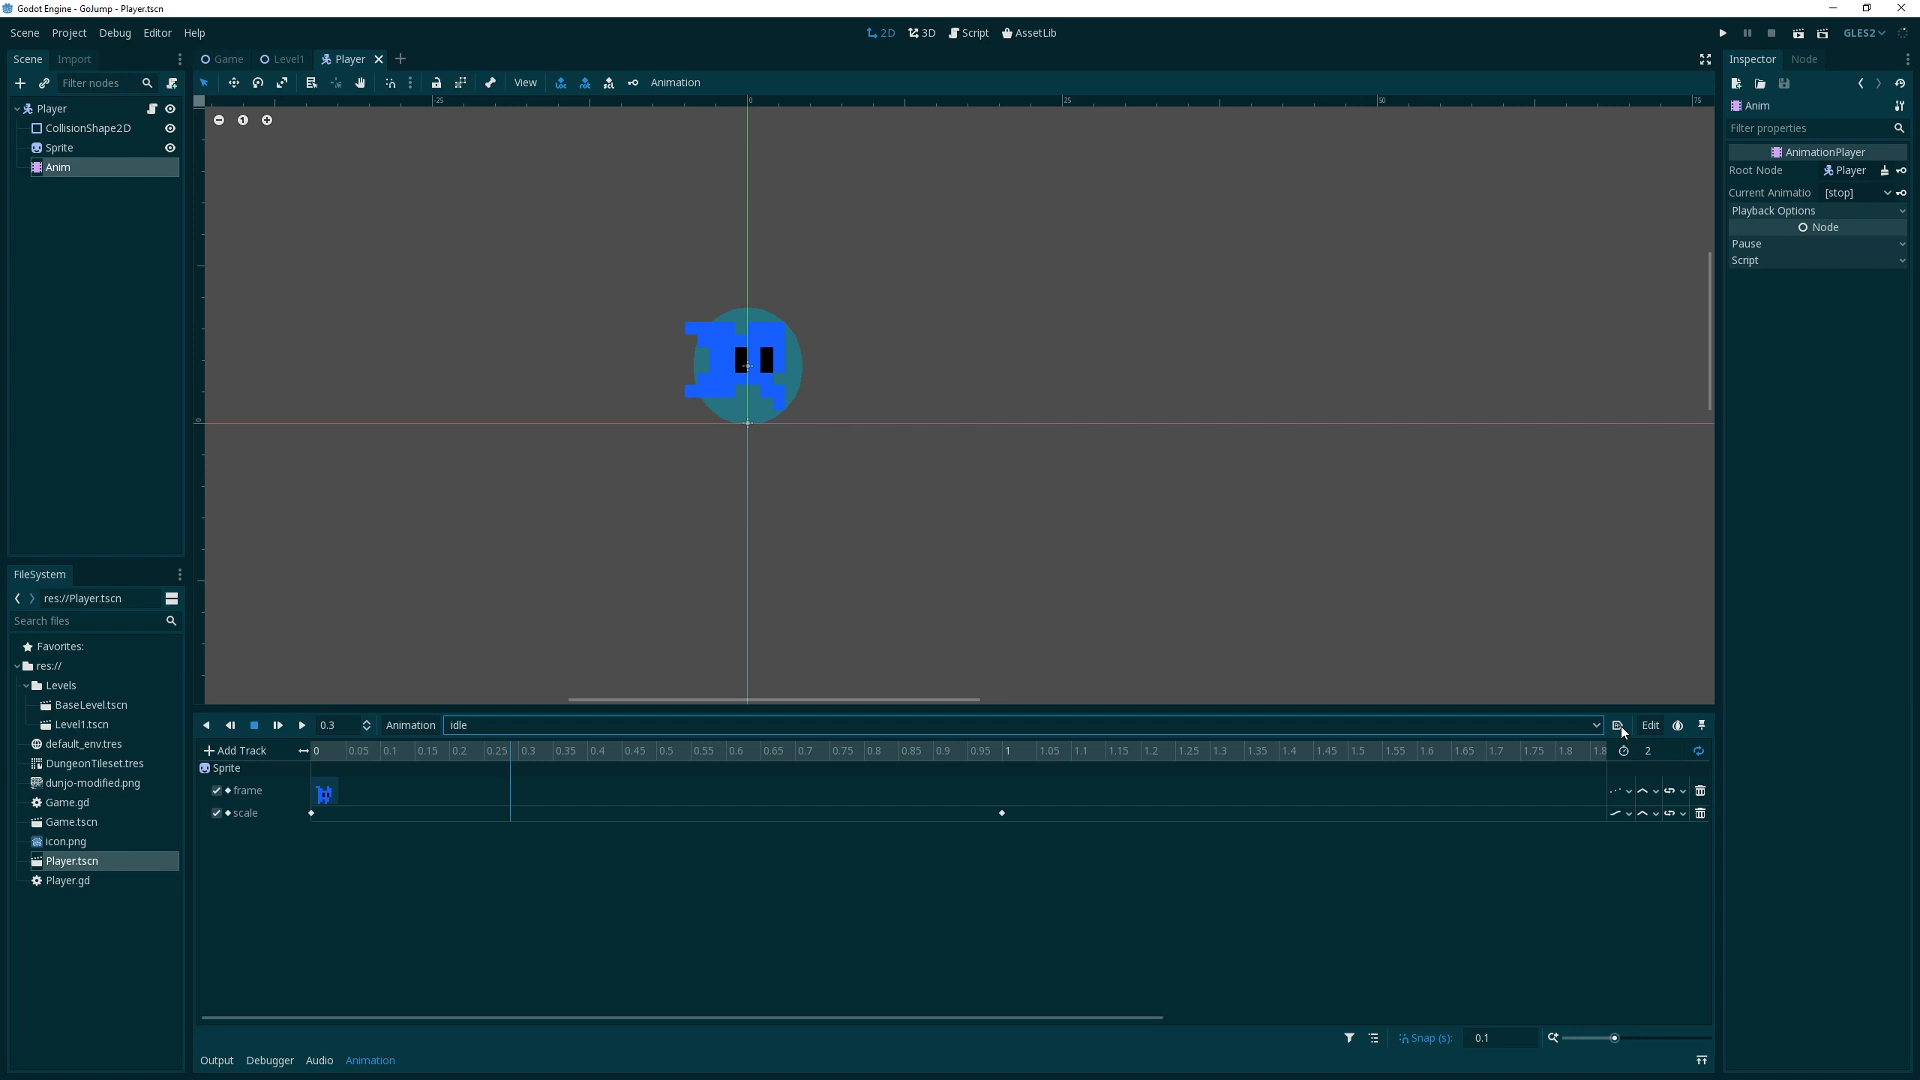 Godot Engine - GoJump - Player.tscn
Scene Project Debug Editor Help
2D 3D Script AssetLib
GLES2
Scene Import
Game Level1 Player
Inspector Node
Filter nodes
View Animation
Player
CollisionShape2D
Sprite
Anim
-25 0 25 50 75
0
Anim
Filter properties
AnimationPlayer
Root Node Player
Current Animatio [stop]
Playback Options
Node
Pause
Script
FileSystem
res://Player.tscn
Search files
Favorites:
res://
Levels
BaseLevel.tscn
Level1.tscn
default_env.tres
DungeonTileset.tres
dunjo-modified.png
Game.gd
Game.tscn
icon.png
Player.tscn
Player.gd
0.3 Animation idle Edit
Add Track 0 0.05 0.1 0.15 0.2 0.25 0.3 0.35 0.4 0.45 0.5 0.55 0.6 0.65 0.7 0.75 0.8 0.85 0.9 0.95 1 1.05 1.1 1.15 1.2 1.25 1.3 1.35 1.4 1.45 1.5 1.55 1.6 1.65 1.7 1.75 1.8 2
Sprite
frame
scale
Snap (s): 0.1
Output Debugger Audio Animation